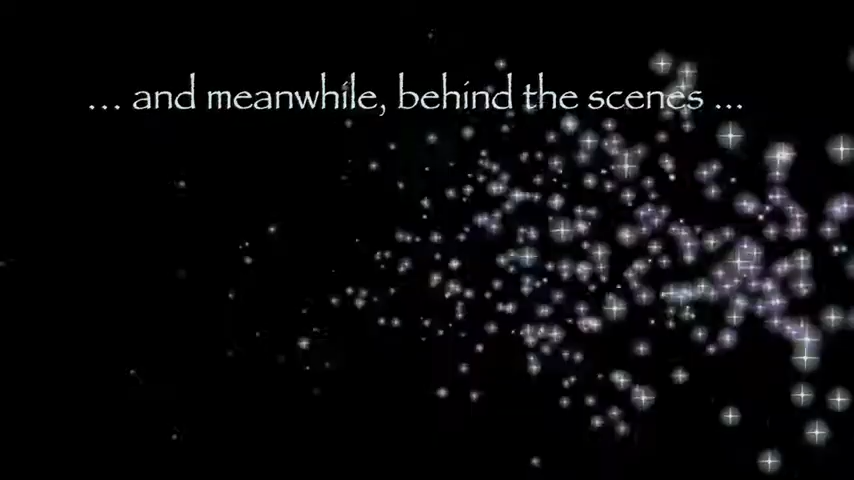 ... and meanwhile, behind the scenes ...